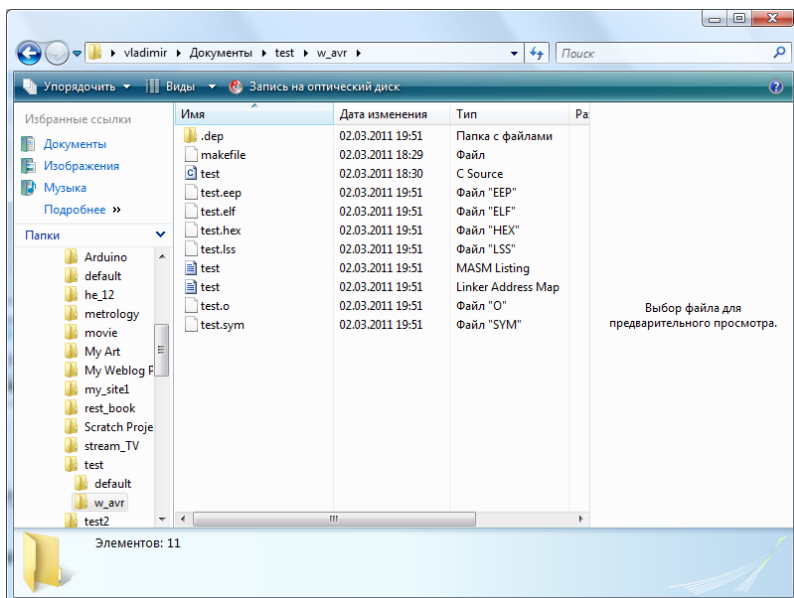 vladimir ▸ Документы ▸ test ▸ w_avr ▸ Поиск
Упорядочить Виды Запись на оптический диск
Избранные ссылки
Документы
Изображения
Музыка
Подробнее »
Папки
Arduino
default
he_12
metrology
movie
My Art
My Weblog P
my_site1
rest_book
Scratch Proje
stream_TV
test
default
w_avr
test2
Имя Дата изменения Тип Раз
.dep 02.03.2011 19:51 Папка с файлами
makefile 02.03.2011 18:29 Файл
test 02.03.2011 18:30 C Source
test.eep 02.03.2011 19:51 Файл "EEP"
test.elf 02.03.2011 19:51 Файл "ELF"
test.hex 02.03.2011 19:51 Файл "HEX"
test.lss 02.03.2011 19:51 Файл "LSS"
test 02.03.2011 19:51 MASM Listing
test 02.03.2011 19:51 Linker Address Map
test.o 02.03.2011 19:51 Файл "O"
test.sym 02.03.2011 19:51 Файл "SYM"
Выбор файла для
предварительного просмотра.
Элементов: 11